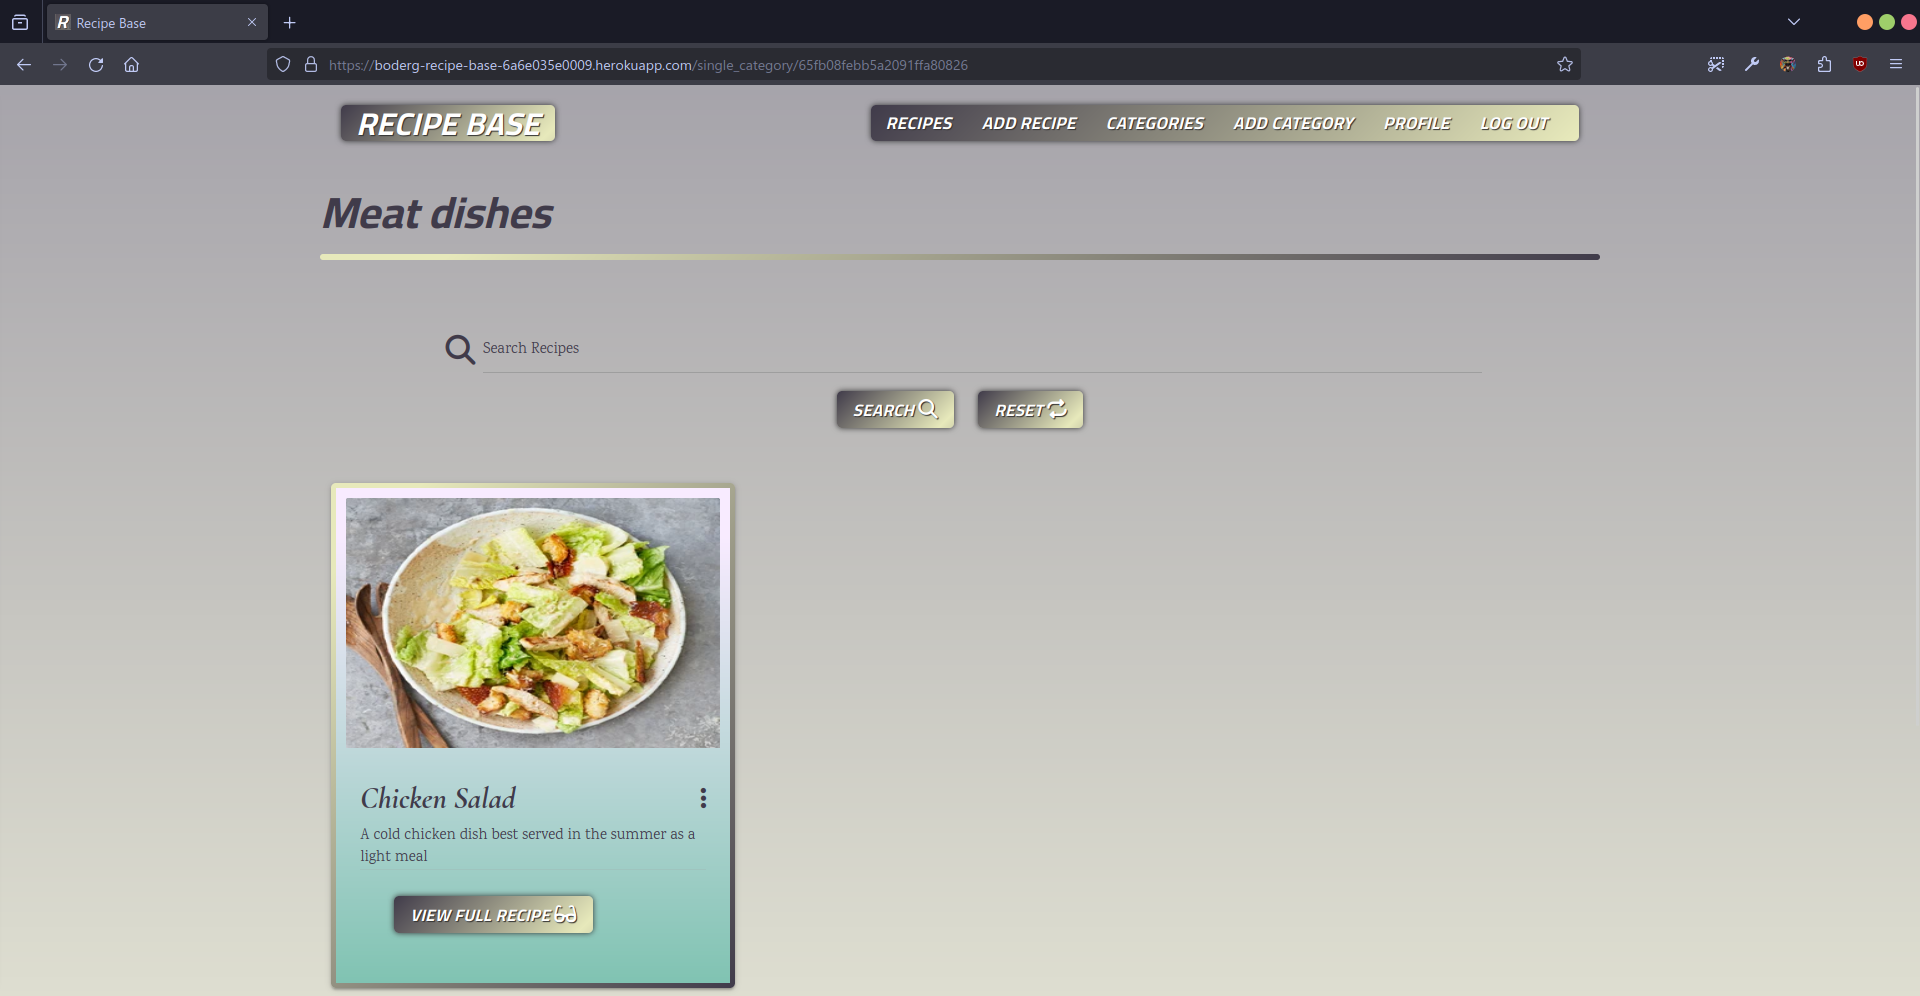 Recipe Base
https://boderg-recipe-base-6a6e035e0009.herokuapp.com/single_category/65fb08febb5a2091ffa80826
RECIPE BASE
RECIPES ADD RECIPE CATEGORIES ADD CATEGORY PROFILE LOG OUT
Meat dishes
Search Recipes
SEARCH RESET
Chicken Salad
A cold chicken dish best served in the summer as a
light meal
VIEW FULL RECIPE